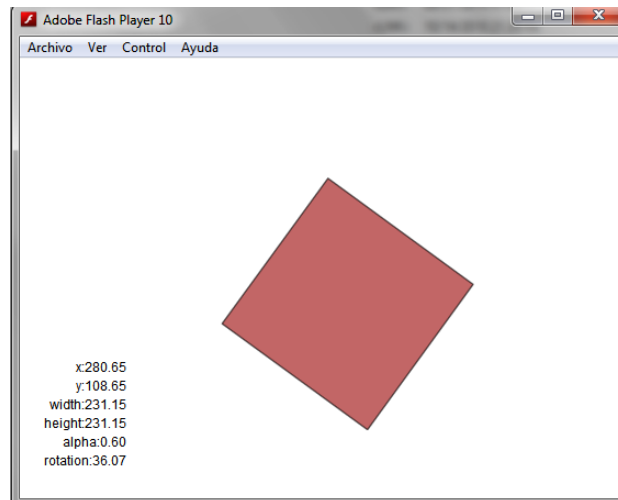 Adobe Flash Player 10
Archivo Ver Control Ayuda
x:280.65
y:108.65
width:231.15
height:231.15
alpha:0.60
rotation:36.07